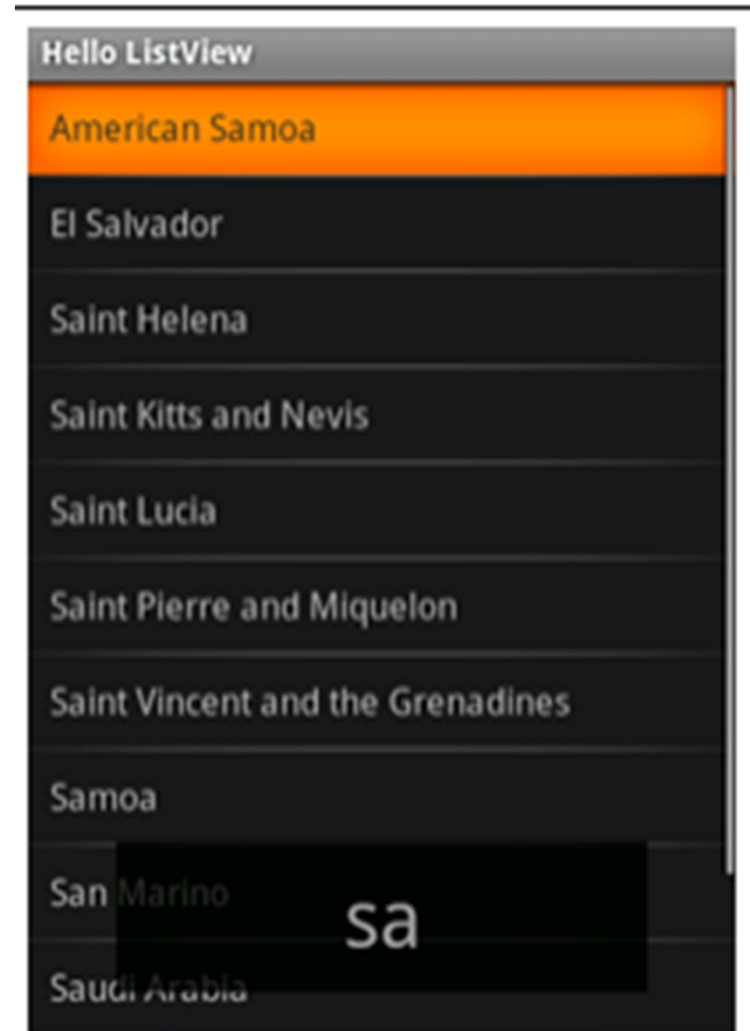 Hello ListView
American Samoa
El Salvador
Saint Helena
Saint Kitts and Nevis
Saint Lucia
Saint Pierre and Miquelon
Saint Vincent and the Grenadines
Samoa
San Marino
sa
Saudi Arabia